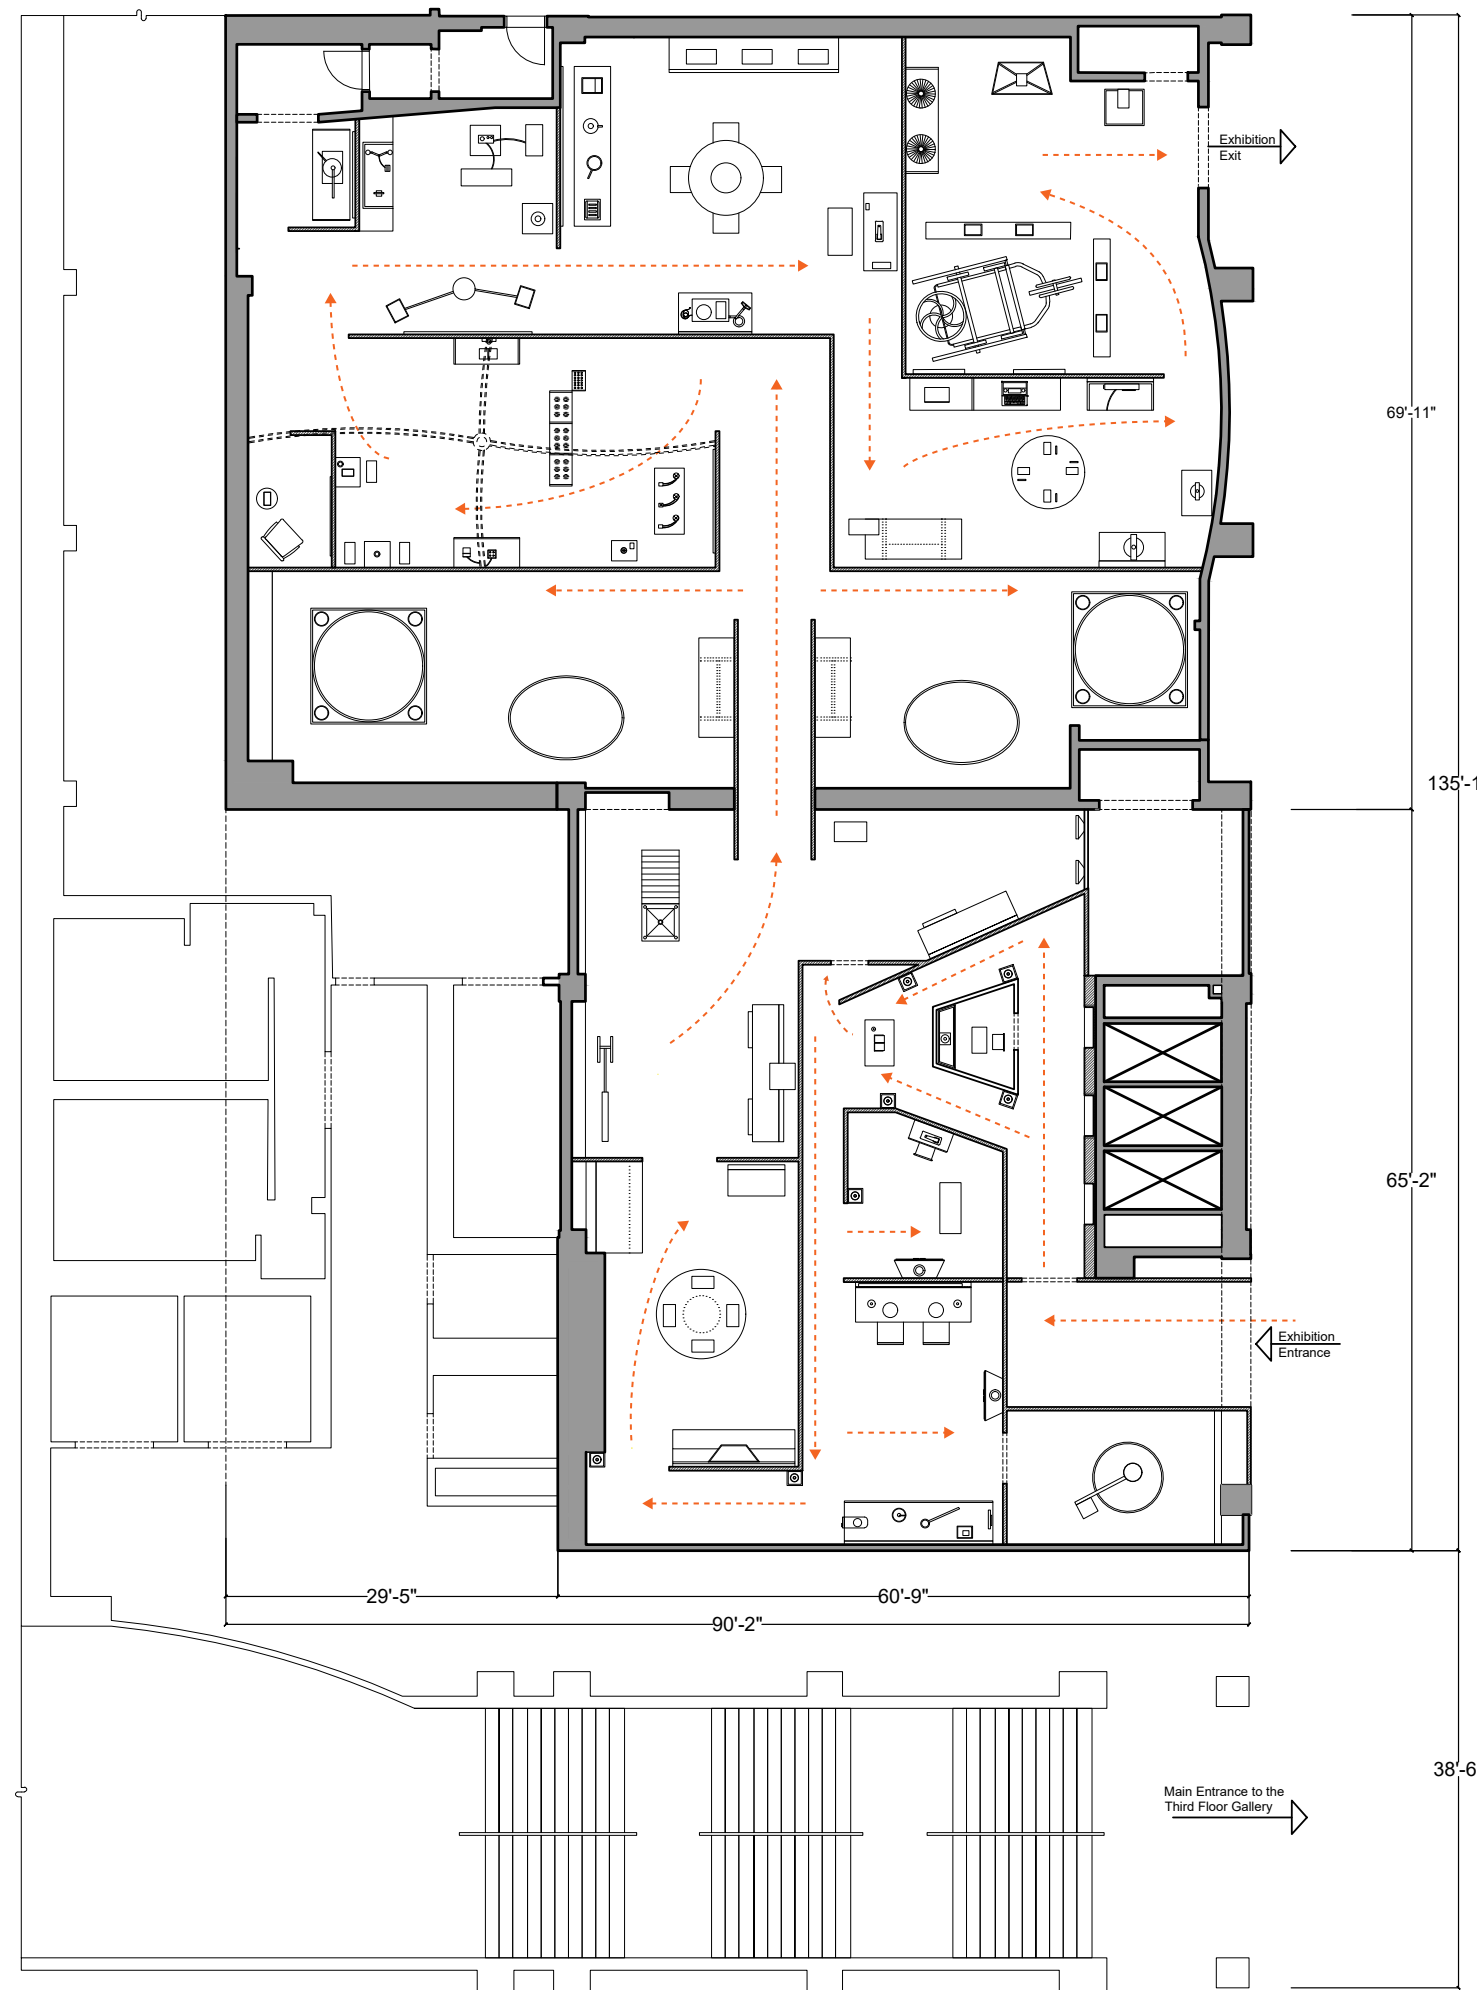 Exhibition
Exit
69'-11"
135'-1
65'-2"
Exhibition
Entrance
29'-5"
60'-9"
90'-2"
38'-6
Main Entrance to the
Third Floor Gallery